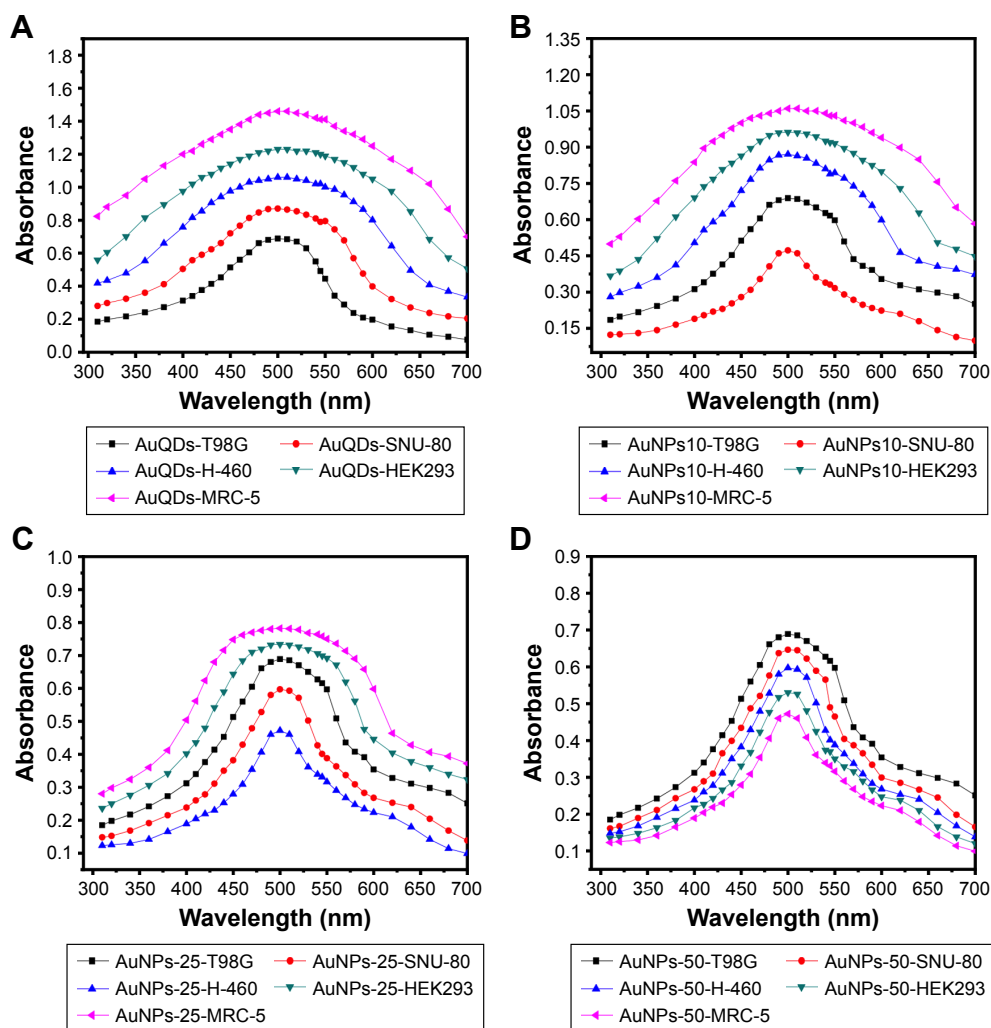 A
1.8
1.6
1.4
1.2
1.0
0.8
0.6
0.4
0.2
0.0
Absorbance
300 350 400 450 500 550 600 650 700
Wavelength (nm)
AuQDs-T98G AuQDs-SNU-80
AuQDs-H-460 AuQDs-HEK293
AuQDs-MRC-5
B
1.35
1.20
1.05
0.90
0.75
0.60
0.45
0.30
0.15
Absorbance
300 350 400 450 500 550 600 650 700
Wavelength (nm)
AuNPs10-T98G AuNPs10-SNU-80
AuNPs10-H-460 AuNPs10-HEK293
AuNPs10-MRC-5
C
1.0
0.9
0.8
0.7
0.6
0.5
0.4
0.3
0.2
0.1
Absorbance
300 350 400 450 500 550 600 650 700
Wavelength (nm)
AuNPs-25-T98G AuNPs-25-SNU-80
AuNPs-25-H-460 AuNPs-25-HEK293
AuNPs-25-MRC-5
D
0.9
0.8
0.7
0.6
0.5
0.4
0.3
0.2
0.1
Absorbance
300 350 400 450 500 550 600 650 700
Wavelength (nm)
AuNPs-50-T98G AuNPs-50-SNU-80
AuNPs-50-H-460 AuNPs-50-HEK293
AuNPs-50-MRC-5